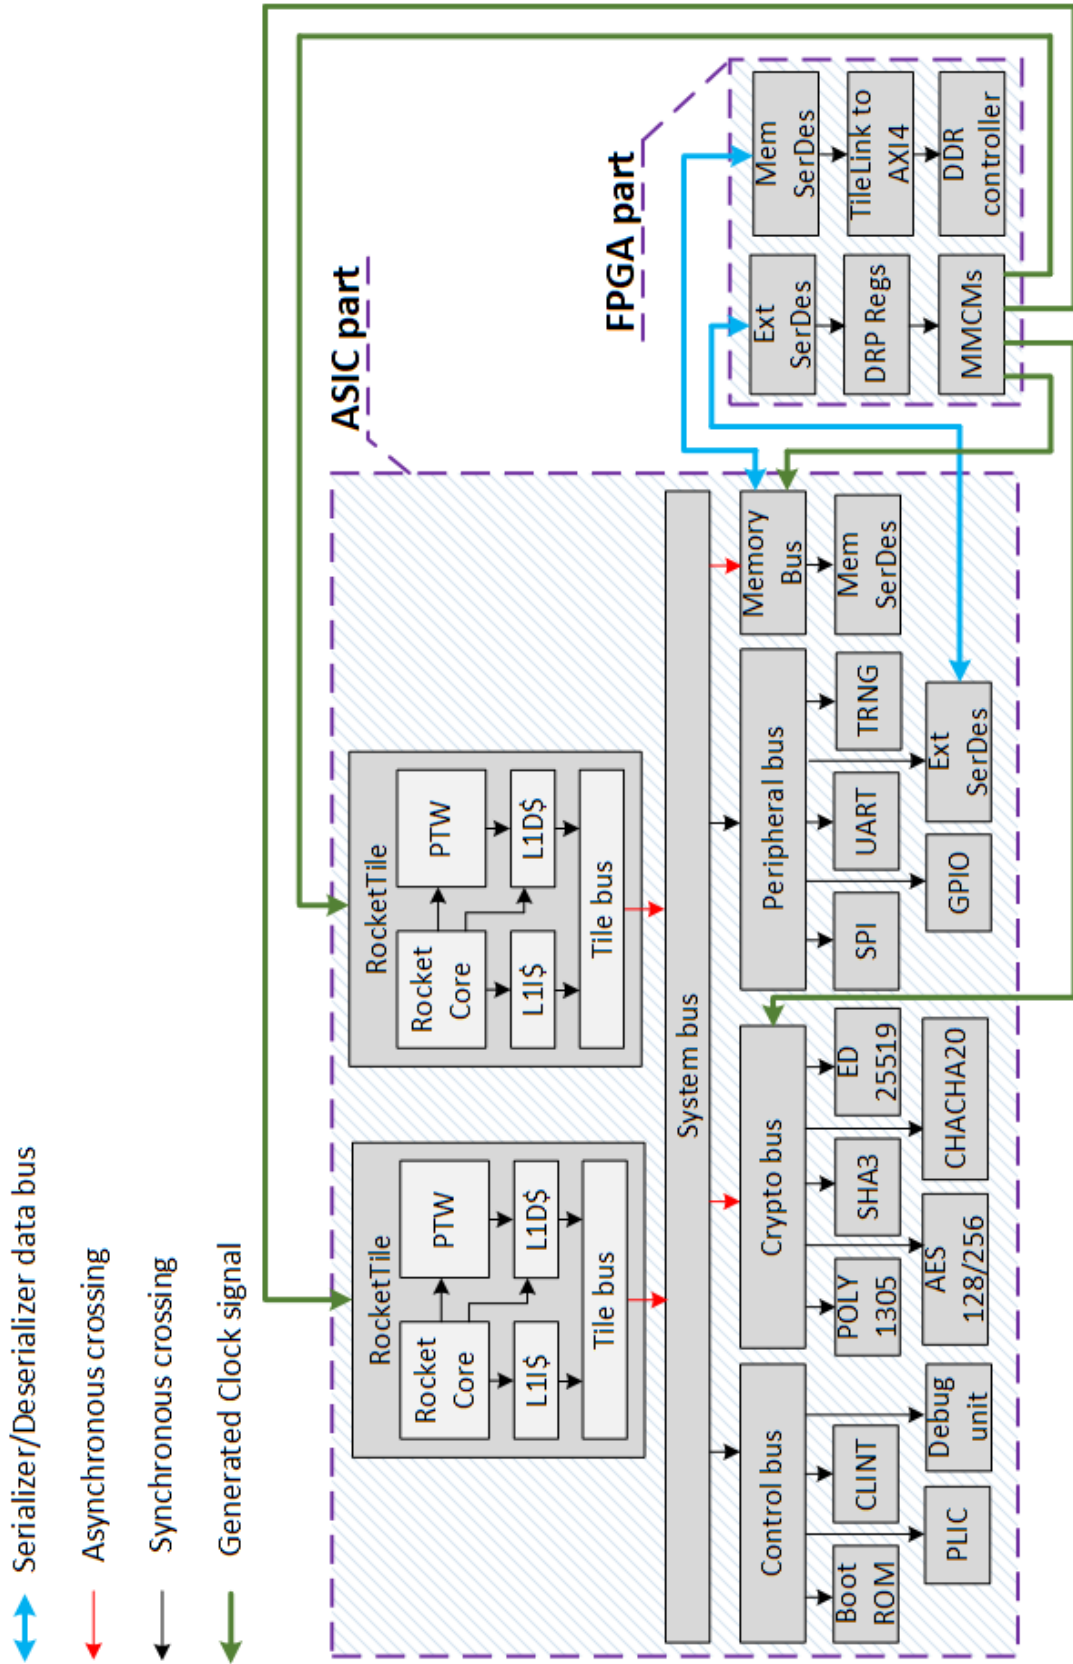 Serializer/Deserializer data bus
Asynchronous crossing
Synchronous crossing
Generated Clock signal
ASIC part
RocketTile
Rocket
Core
PTW
L1I$
L1D$
Tile bus
RocketTile
Rocket
Core
PTW
L1I$
L1D$
Tile bus
System bus
Control bus
Boot
ROM
CLINT
PLIC
Debug
unit
Crypto bus
POLY
1305
SHA3
ED
25519
AES
128/256
CHACHA20
Peripheral bus
SPI
UART
TRNG
GPIO
Ext
SerDes
Memory
Bus
Mem
SerDes
FPGA part
Ext
SerDes
DRP Regs
MMCMs
Mem
SerDes
TileLink to
AXI4
DDR
controller